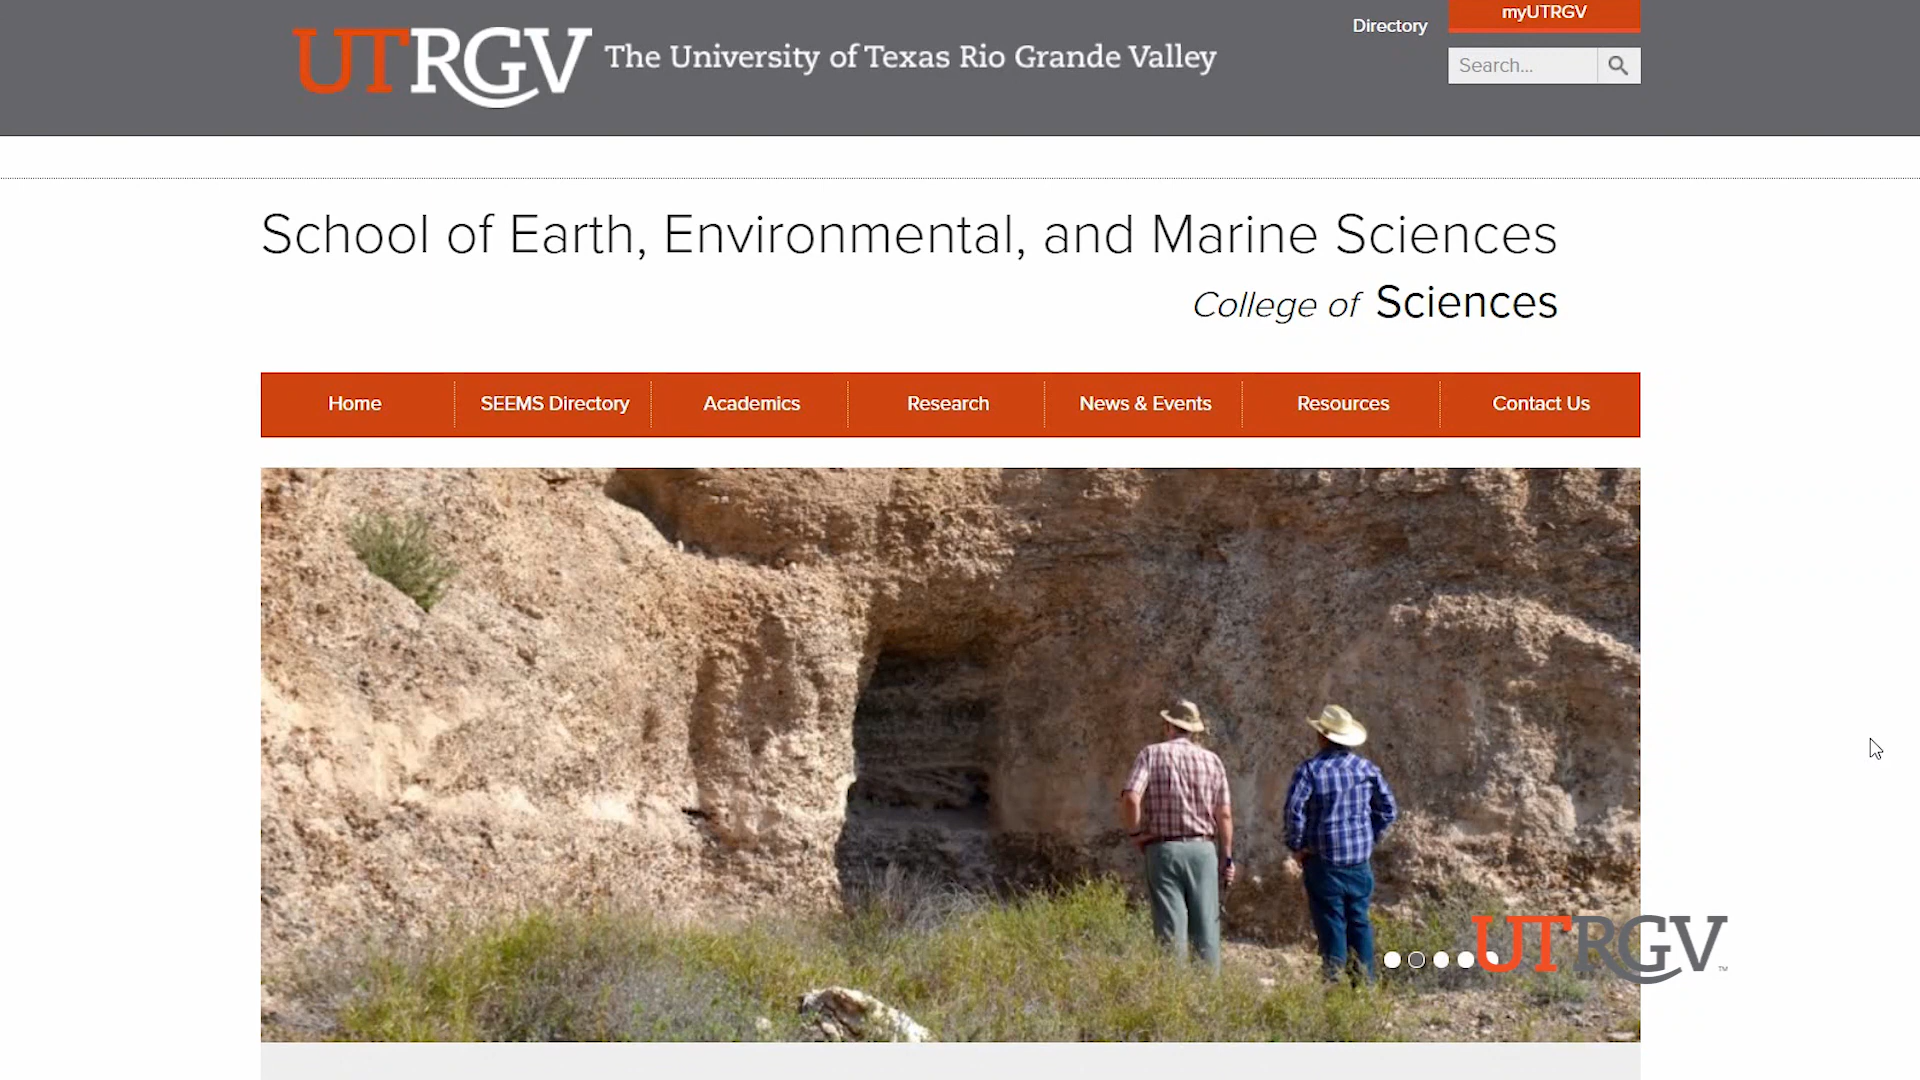 UTRGV The University of Texas Rio Grande Valley
Directory
myUTRGV
Search...
School of Earth, Environmental, and Marine Sciences
College of Sciences
Home
SEEMS Directory
Academics
Research
News & Events
Resources
Contact Us
UTRGV™